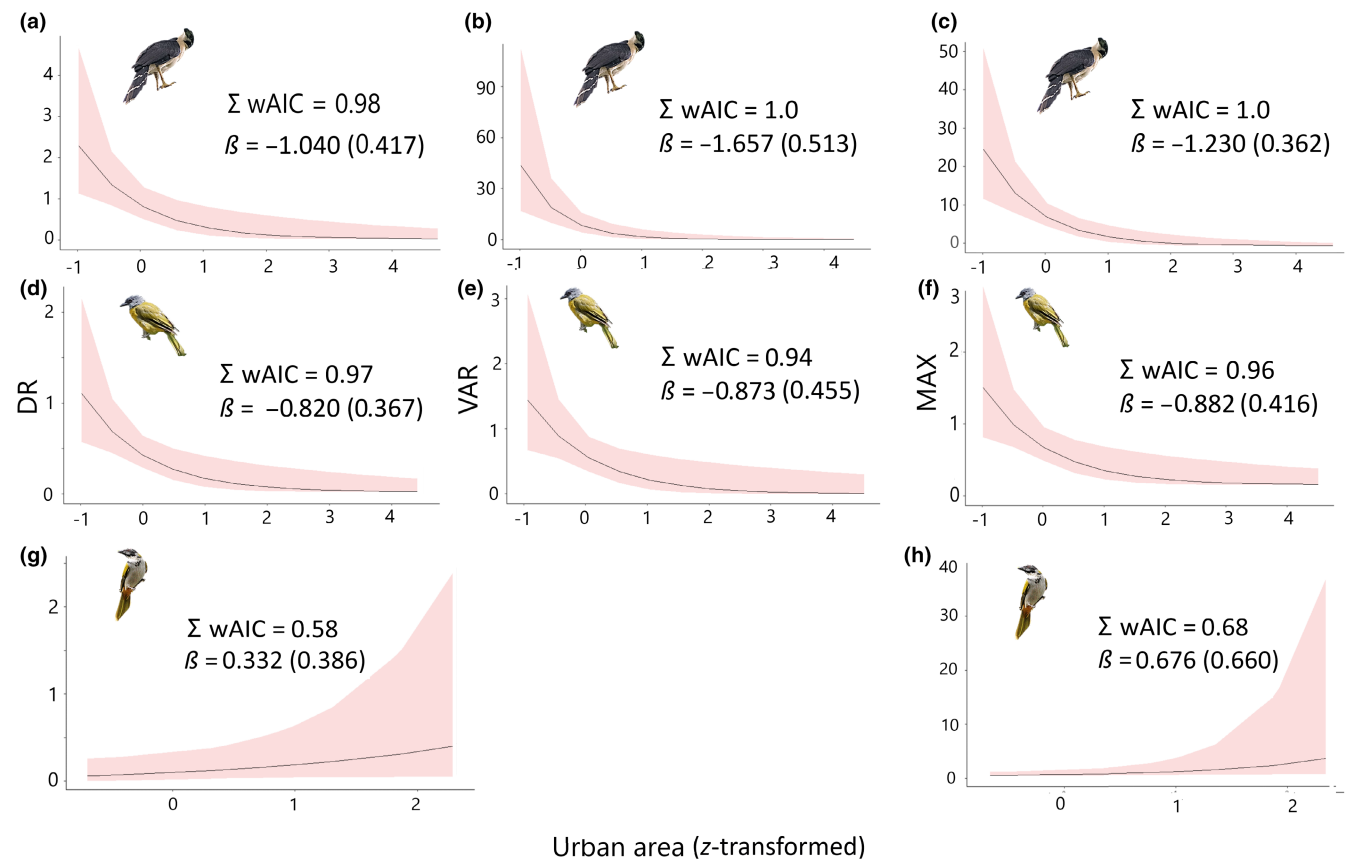 (a)
(b)
(c)
4
3
2
1
0
-1 0 1 2 3 4
Σ wAIC = 0.98
ß = −1.040 (0.417)
90
60
30
0
-1 0 1 2 3 4
Σ wAIC = 1.0
ß = −1.657 (0.513)
50
40
30
20
10
0
-1 0 1 2 3 4
Σ wAIC = 1.0
ß = −1.230 (0.362)
(d)
(e)
(f)
DR
2
1
0
-1 0 1 2 3 4
Σ wAIC = 0.97
ß = −0.820 (0.367)
VAR
3
2
1
0
-1 0 1 2 3 4
Σ wAIC = 0.94
ß = −0.873 (0.455)
MAX
3
2
1
0
-1 0 1 2 3 4
Σ wAIC = 0.96
ß = −0.882 (0.416)
(g)
(h)
2
1
0
0 1 2
Σ wAIC = 0.58
ß = 0.332 (0.386)
40
30
20
10
0
0 1 2
Σ wAIC = 0.68
ß = 0.676 (0.660)
Urban area (z-transformed)